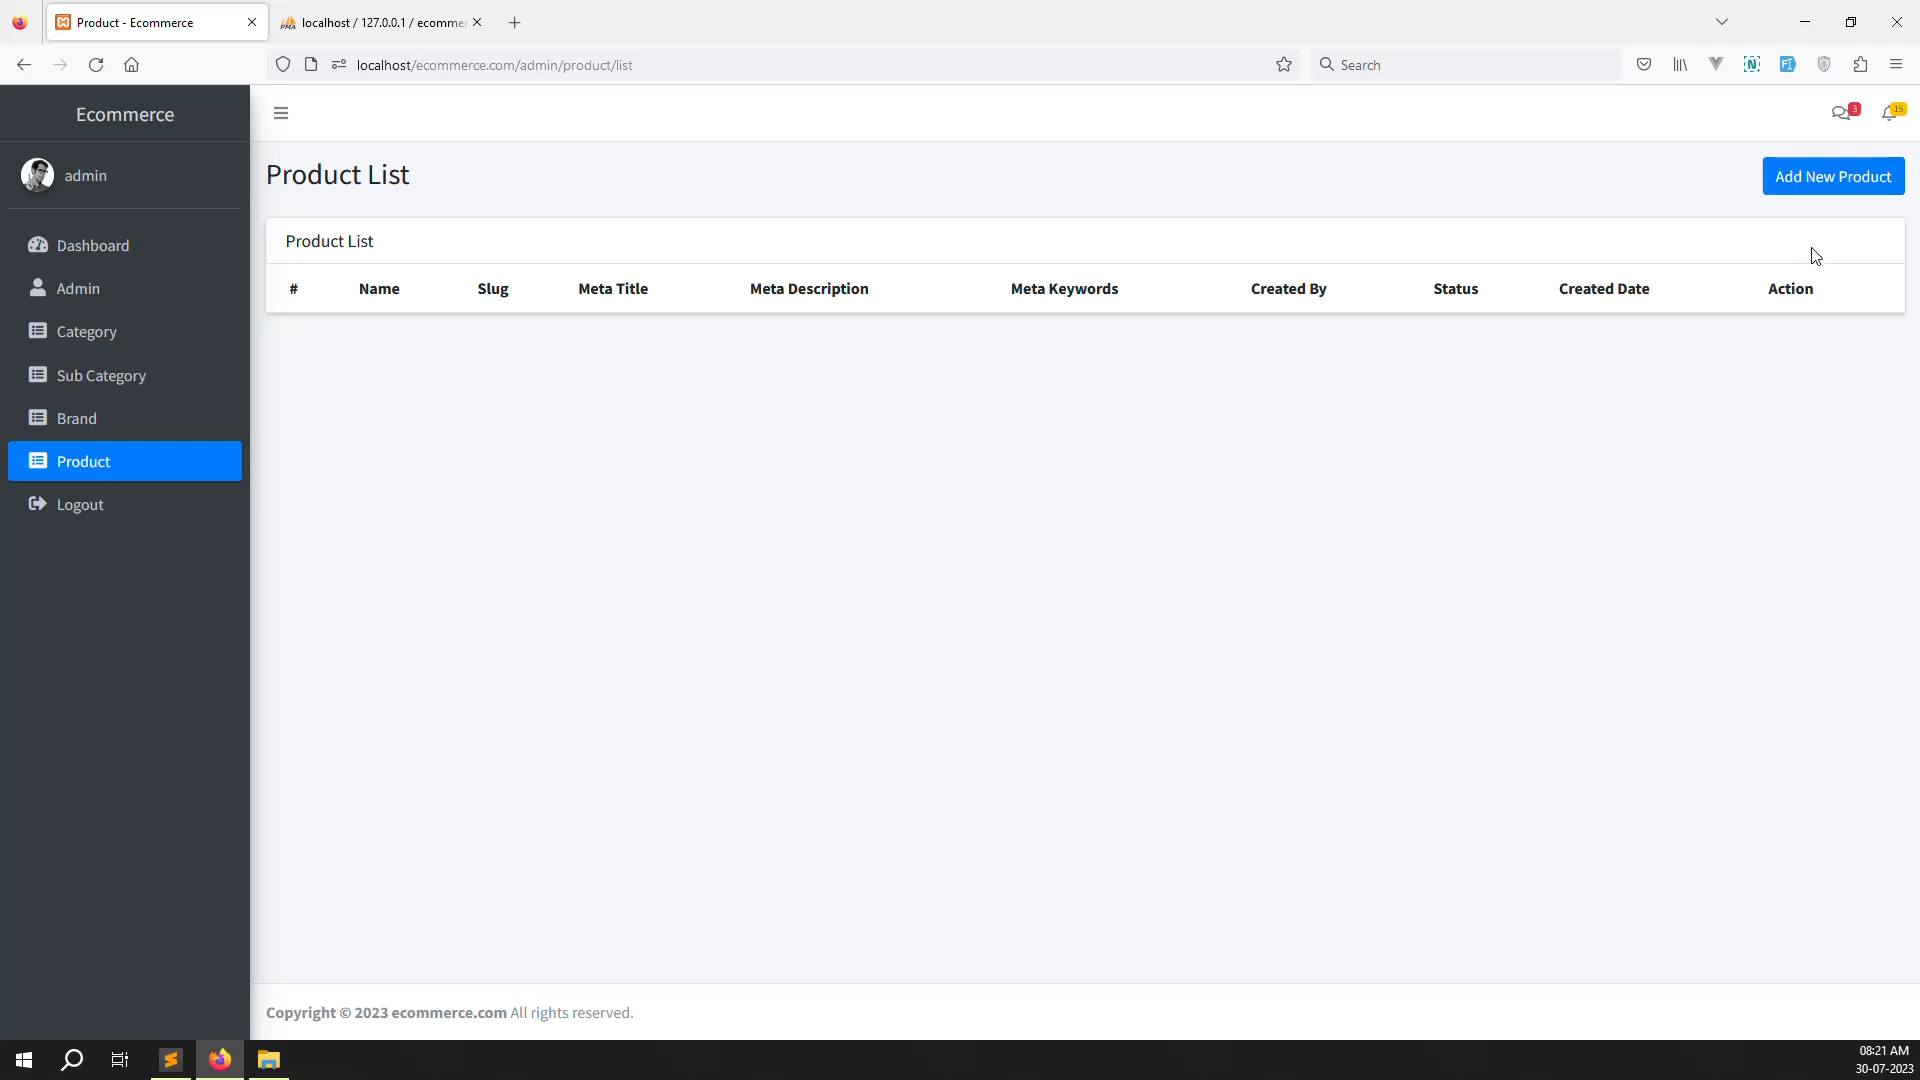 Product - Ecommerce
localhost / 127.0.0.1 / ecomme
localhost/ecommerce.com/admin/product/list
Search
Ecommerce
3
15
admin
Product List
Add New Product
Dashboard
Admin
Category
Sub Category
Brand
Product
Logout
Product List
# Name Slug Meta Title Meta Description Meta Keywords Created By Status Created Date Action
Copyright © 2023 ecommerce.com All rights reserved.
08:21 AM
30-07-2023